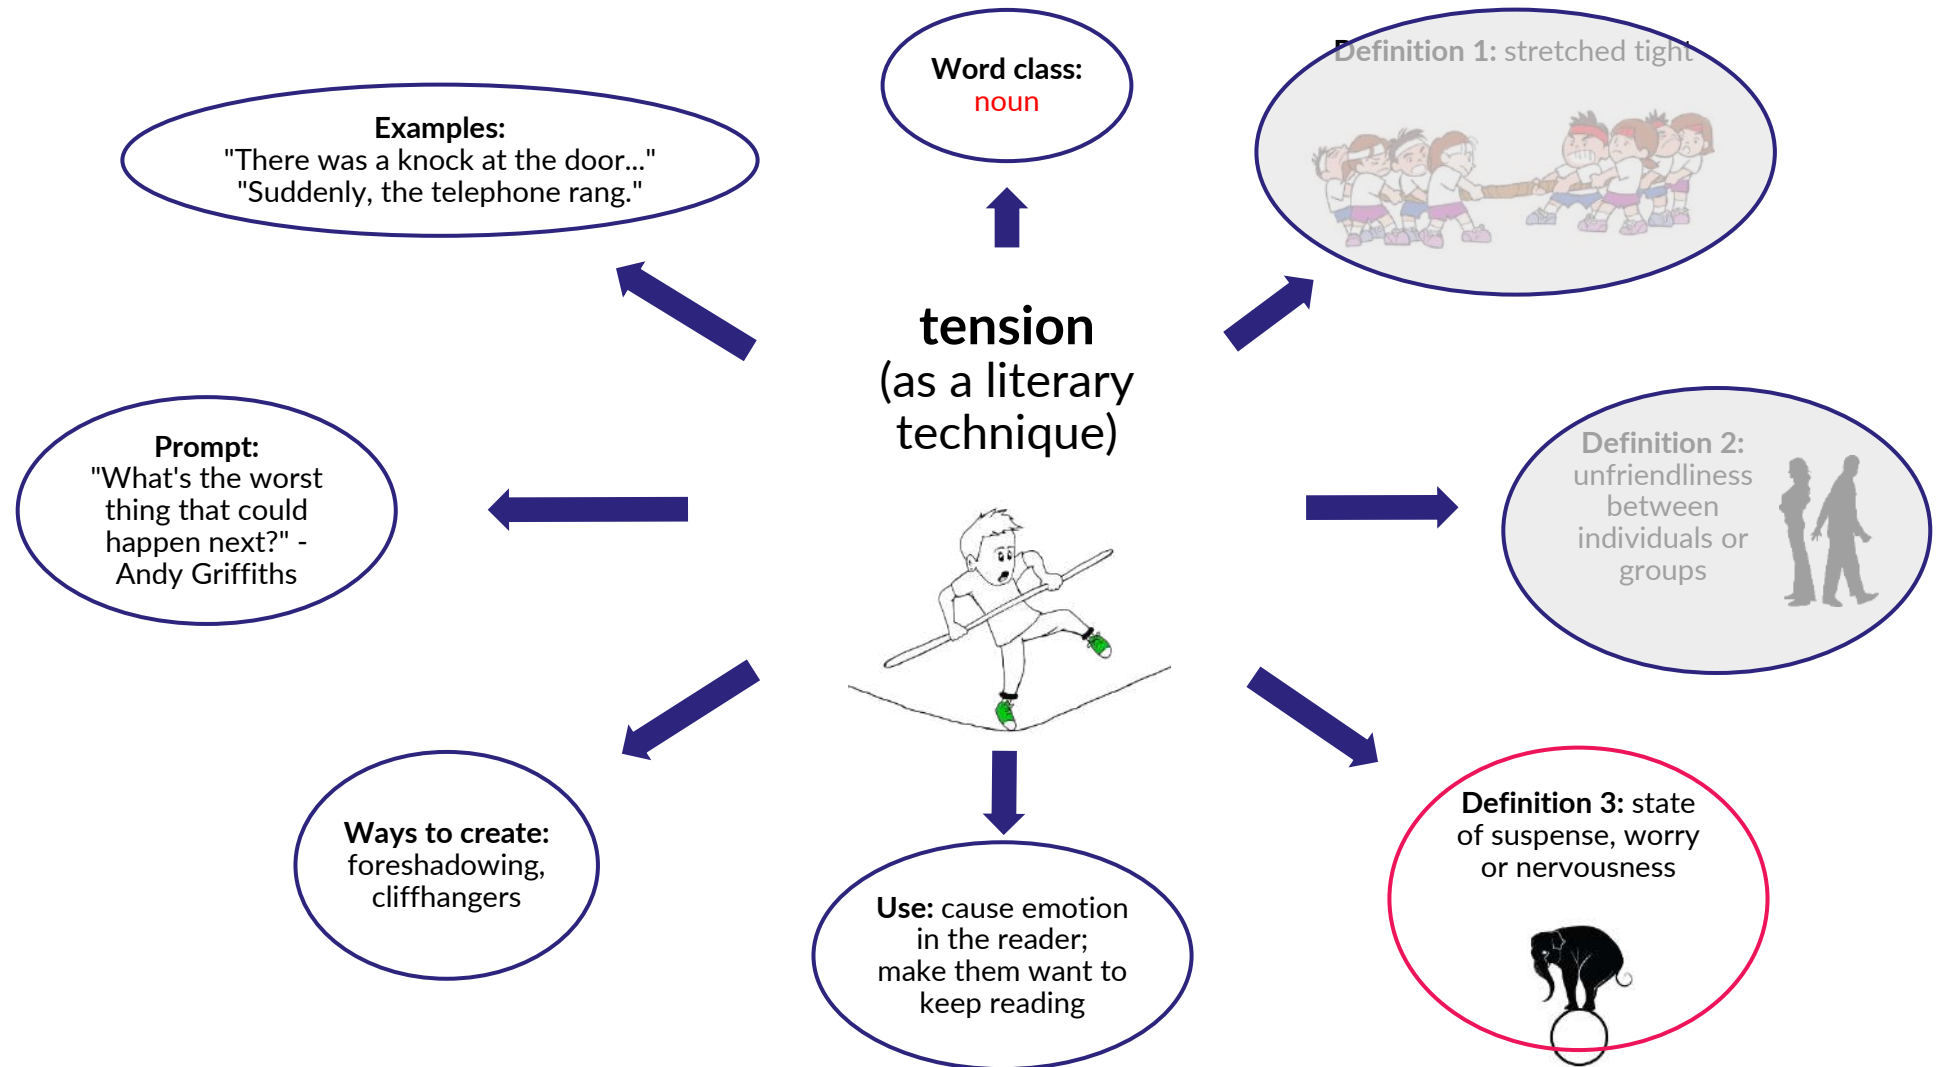 tension
(as a literary
technique)
Word class:
noun
Definition 1: stretched tight
Definition 2:
unfriendliness
between
individuals or
groups
Definition 3: state
of suspense, worry
or nervousness
Use: cause emotion
in the reader;
make them want to
keep reading
Ways to create:
foreshadowing,
cliffhangers
Prompt:
"What's the worst
thing that could
happen next?" -
Andy Griffiths
Examples:
"There was a knock at the door..."
"Suddenly, the telephone rang."